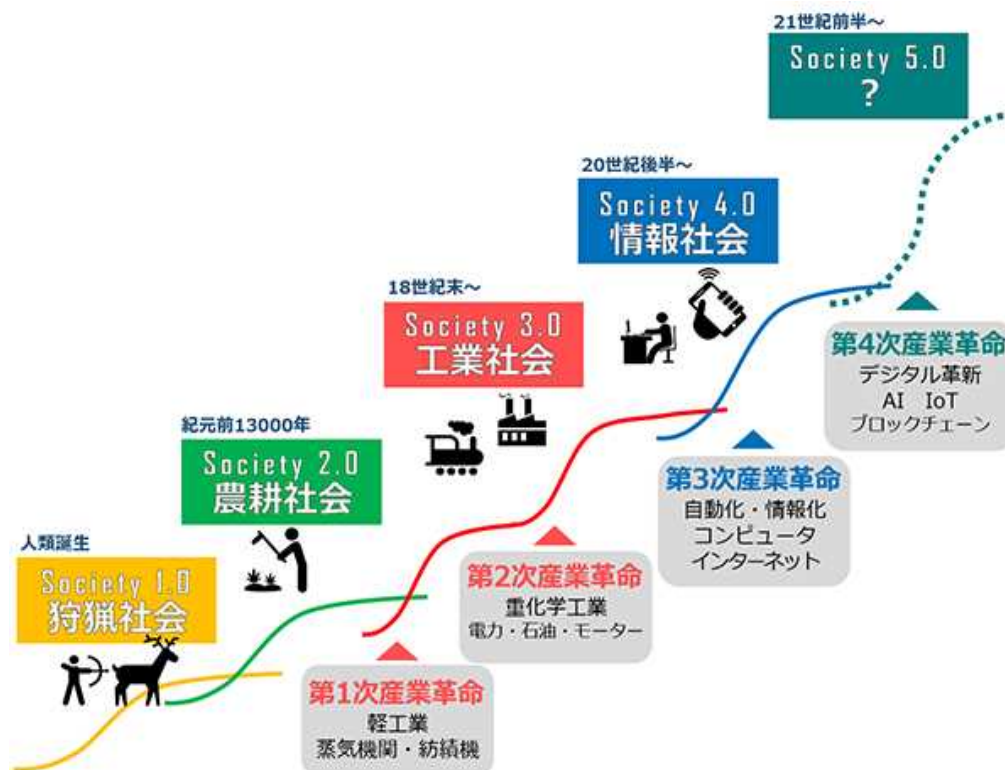 21世紀前半～
Society 5.0
?
20世紀後半～
Society 4.0
情報社会
18世紀末～
Society 3.0
工業社会
紀元前13000年
Society 2.0
農耕社会
人類誕生
Society 1.0
狩猟社会
第1次産業革命
軽工業
蒸気機関・紡績機
第2次産業革命
重化学工業
電力・石油・モーター
第3次産業革命
自動化・情報化
コンピュータ
インターネット
第4次産業革命
デジタル革新
AI IoT
ブロックチェーン